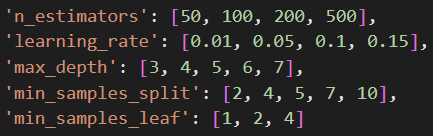 'n_estimators': [50, 100, 200, 500],
'learning_rate': [0.01, 0.05, 0.1, 0.15],
'max_depth': [3, 4, 5, 6, 7],
'min_samples_split': [2, 4, 5, 7, 10],
'min_samples_leaf': [1, 2, 4]